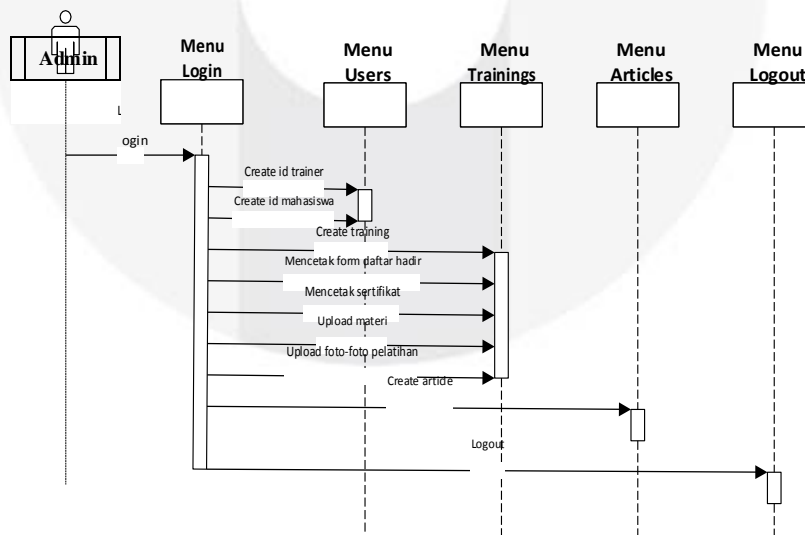 Admin
Menu
Login
Menu
Users
Menu
Trainings
Menu
Articles
Menu
Logout
L
ogin
Create id trainer
Create id mahasiswa
Create training
Mencetak form daftar hadir
Mencetak sertifikat
Upload materi
Upload foto-foto pelatihan
Create article
Logout